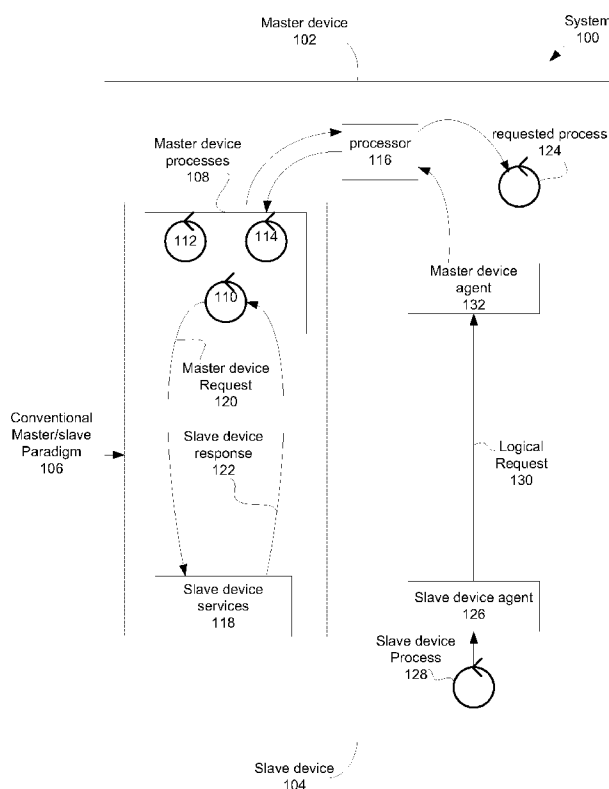 Master device
102
System
100
Master device
processes
108
processor
116
requested process
124
112
114
110
Master device
agent
132
Master device
Request
120
Conventional
Master/slave
Paradigm
106
Slave device
response
122
Logical
Request
130
Slave device
services
118
Slave device agent
126
Slave device
Process
128
Slave device
104